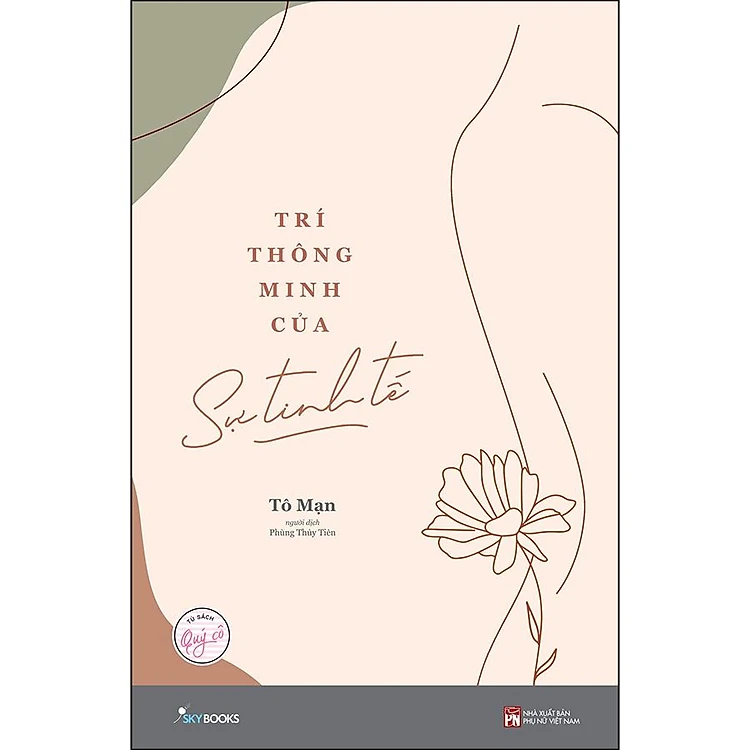 TRÍ
THÔNG
MINH
CỦA
Sự tinh tế
Tô Mạn
người dịch
Phùng Thủy Tiên
TỦ SÁCH
Quý cô
SKYBOOKS
PN
NHÀ XUẤT BẢN
PHỤ NỮ VIỆT NAM